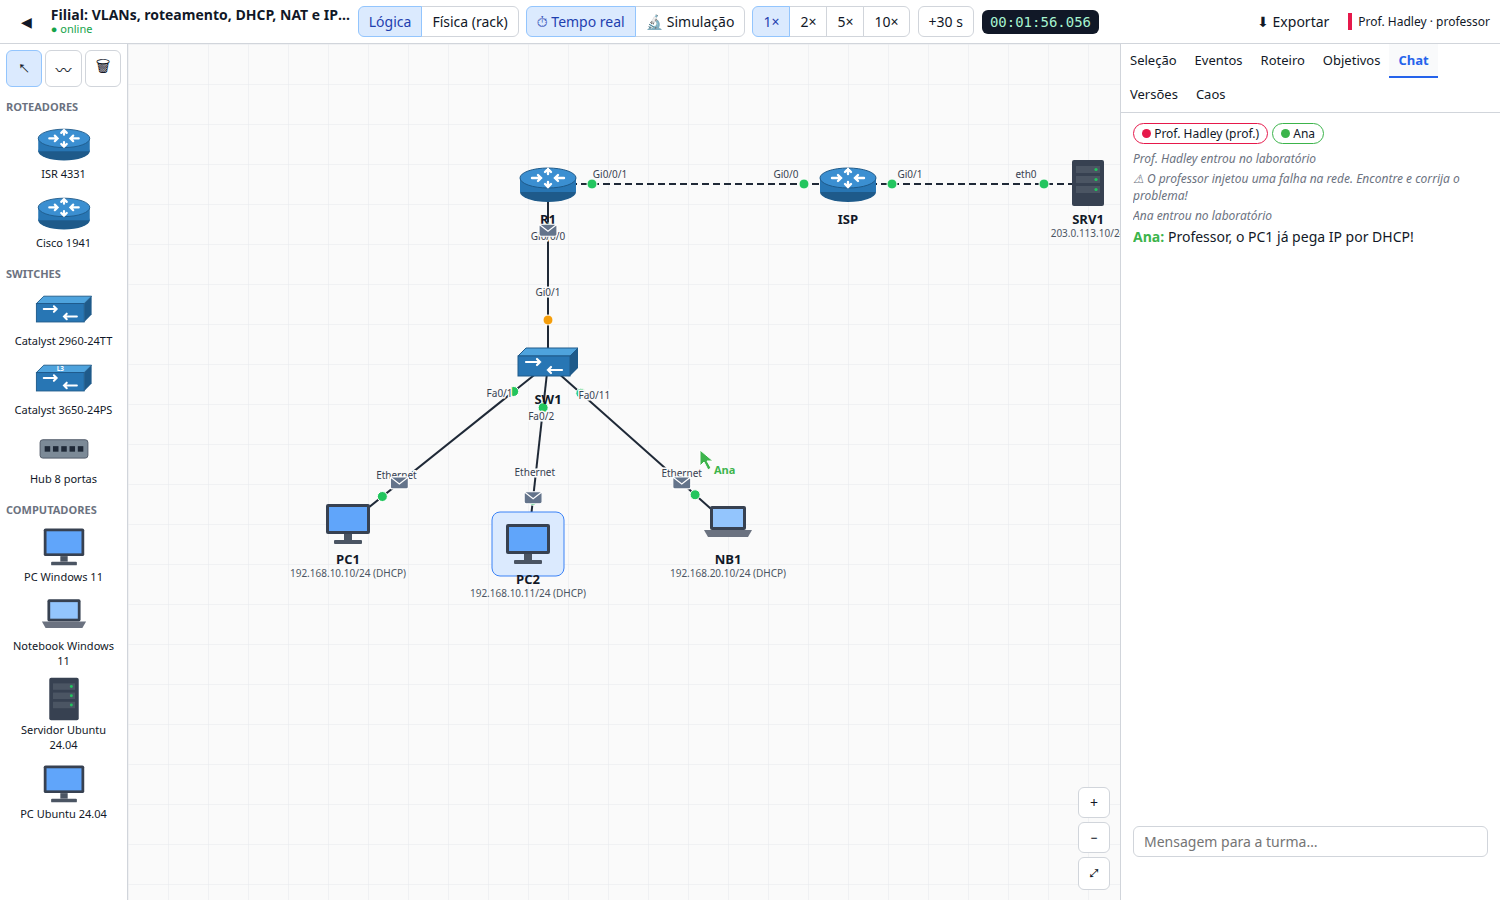 Filial: VLANs, roteamento, DHCP, NAT e IP...
● online
Lógica
Física (rack)
Tempo real
Simulação
1×
2×
5×
10×
+30 s
00:01:56.056
Exportar
Prof. Hadley · professor
ROTEADORES
ISR 4331
Cisco 1941
SWITCHES
Catalyst 2960-24TT
L3
Catalyst 3650-24PS
Hub 8 portas
COMPUTADORES
PC Windows 11
Notebook Windows
11
Servidor Ubuntu
24.04
PC Ubuntu 24.04
Gi0/0/1
Gi0/0
Gi0/1
eth0
R1
ISP
SRV1
203.0.113.10/2
Gi0/0/0
Gi0/1
SW1
Fa0/1
Fa0/2
Fa0/11
Ethernet
Ethernet
Ethernet
Ana
PC1
192.168.10.10/24 (DHCP)
PC2
192.168.10.11/24 (DHCP)
NB1
192.168.20.10/24 (DHCP)
+
−
Seleção
Eventos
Roteiro
Objetivos
Chat
Versões
Caos
Prof. Hadley (prof.)
Ana
Prof. Hadley entrou no laboratório
⚠ O professor injetou uma falha na rede. Encontre e corrija o
problema!
Ana entrou no laboratório
Ana: Professor, o PC1 já pega IP por DHCP!
Mensagem para a turma...